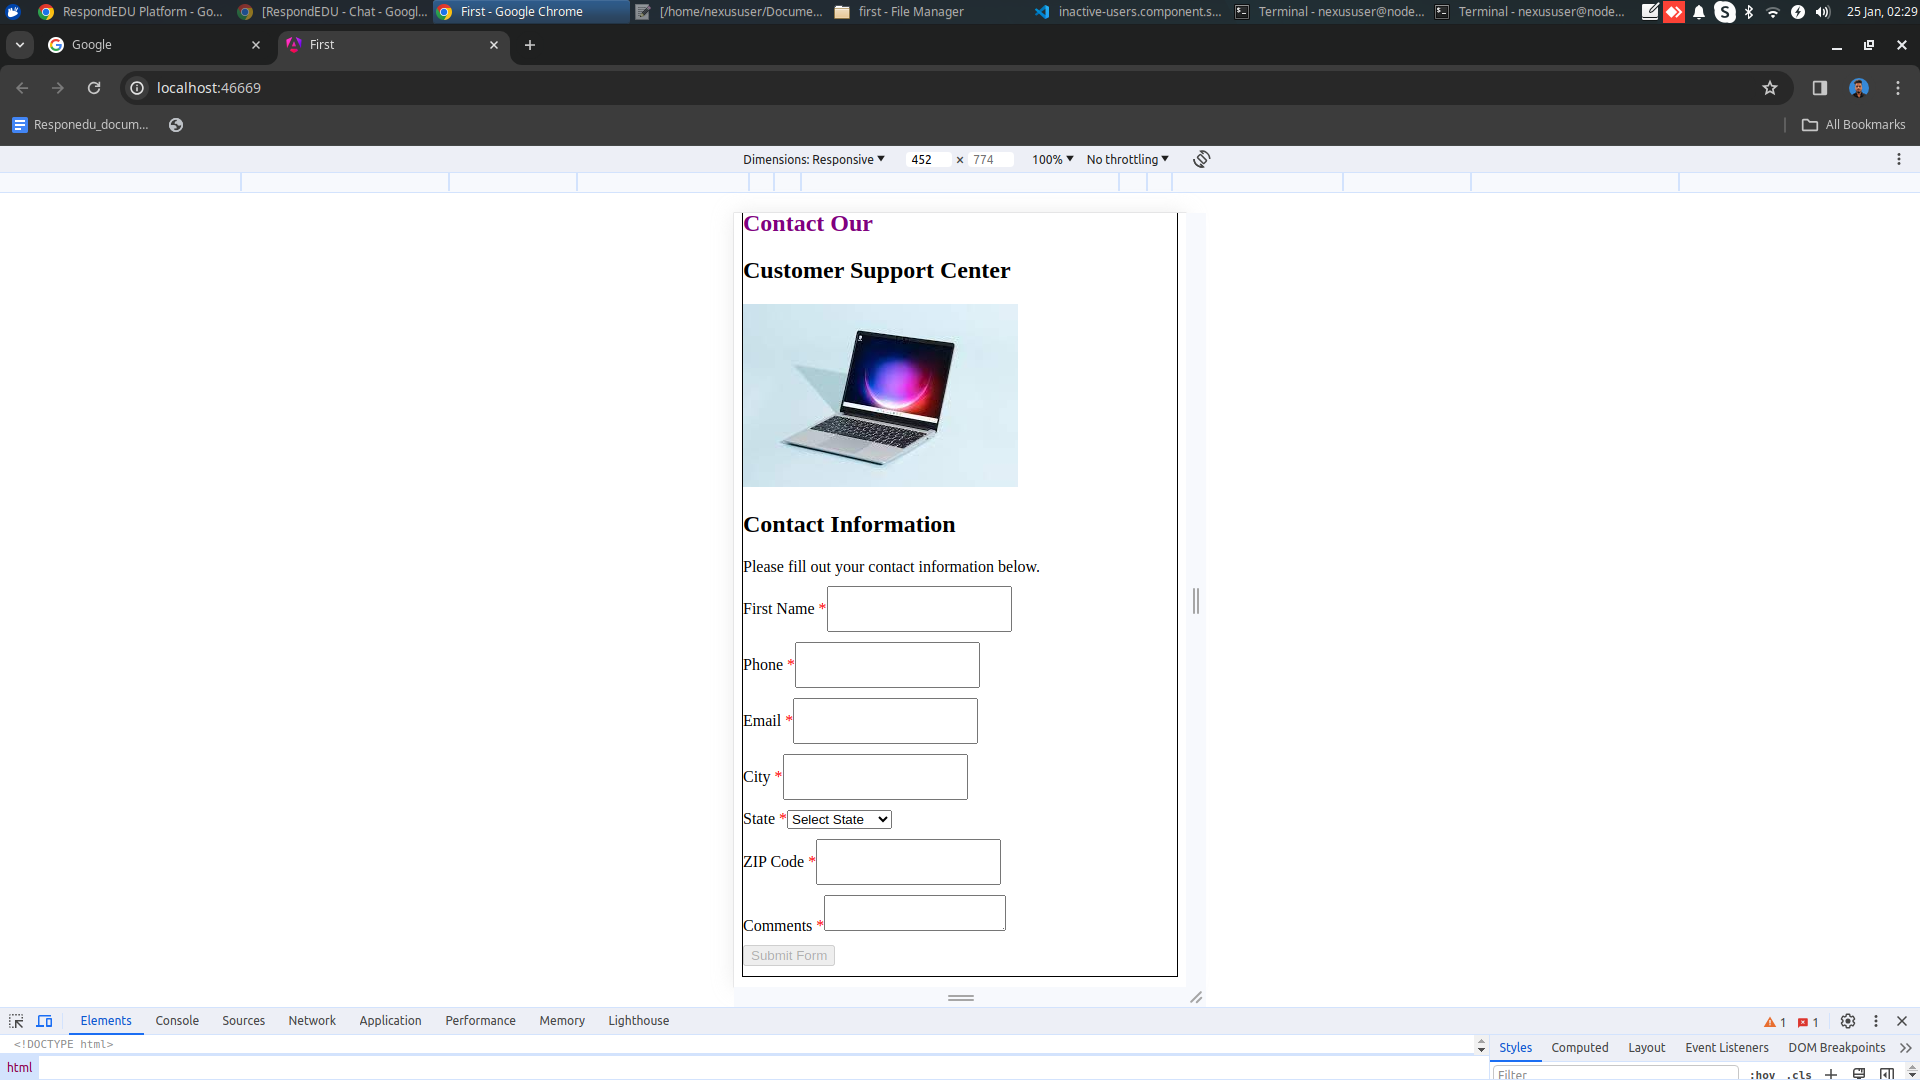 RespondEDU Platform - Go...
[RespondEDU - Chat - Googl...
First - Google Chrome
[/home/nexususer/Docume...
first - File Manager
inactive-users.component.s...
Terminal - nexususer@node...
Terminal - nexususer@node...
25 Jan, 02:29
Google
First
localhost:46669
Responedu_docum...
All Bookmarks
Dimensions: Responsive
452 × 774
100%
No throttling
Contact Our
Customer Support Center
Contact Information
Please fill out your contact information below.
First Name *
Phone *
Email *
City *
State * Select State
ZIP Code *
Comments *
Submit Form
Elements
Console
Sources
Network
Application
Performance
Memory
Lighthouse
1
1
<!DOCTYPE html>
html
Styles
Computed
Layout
Event Listeners
DOM Breakpoints
Filter
:hov
.cls